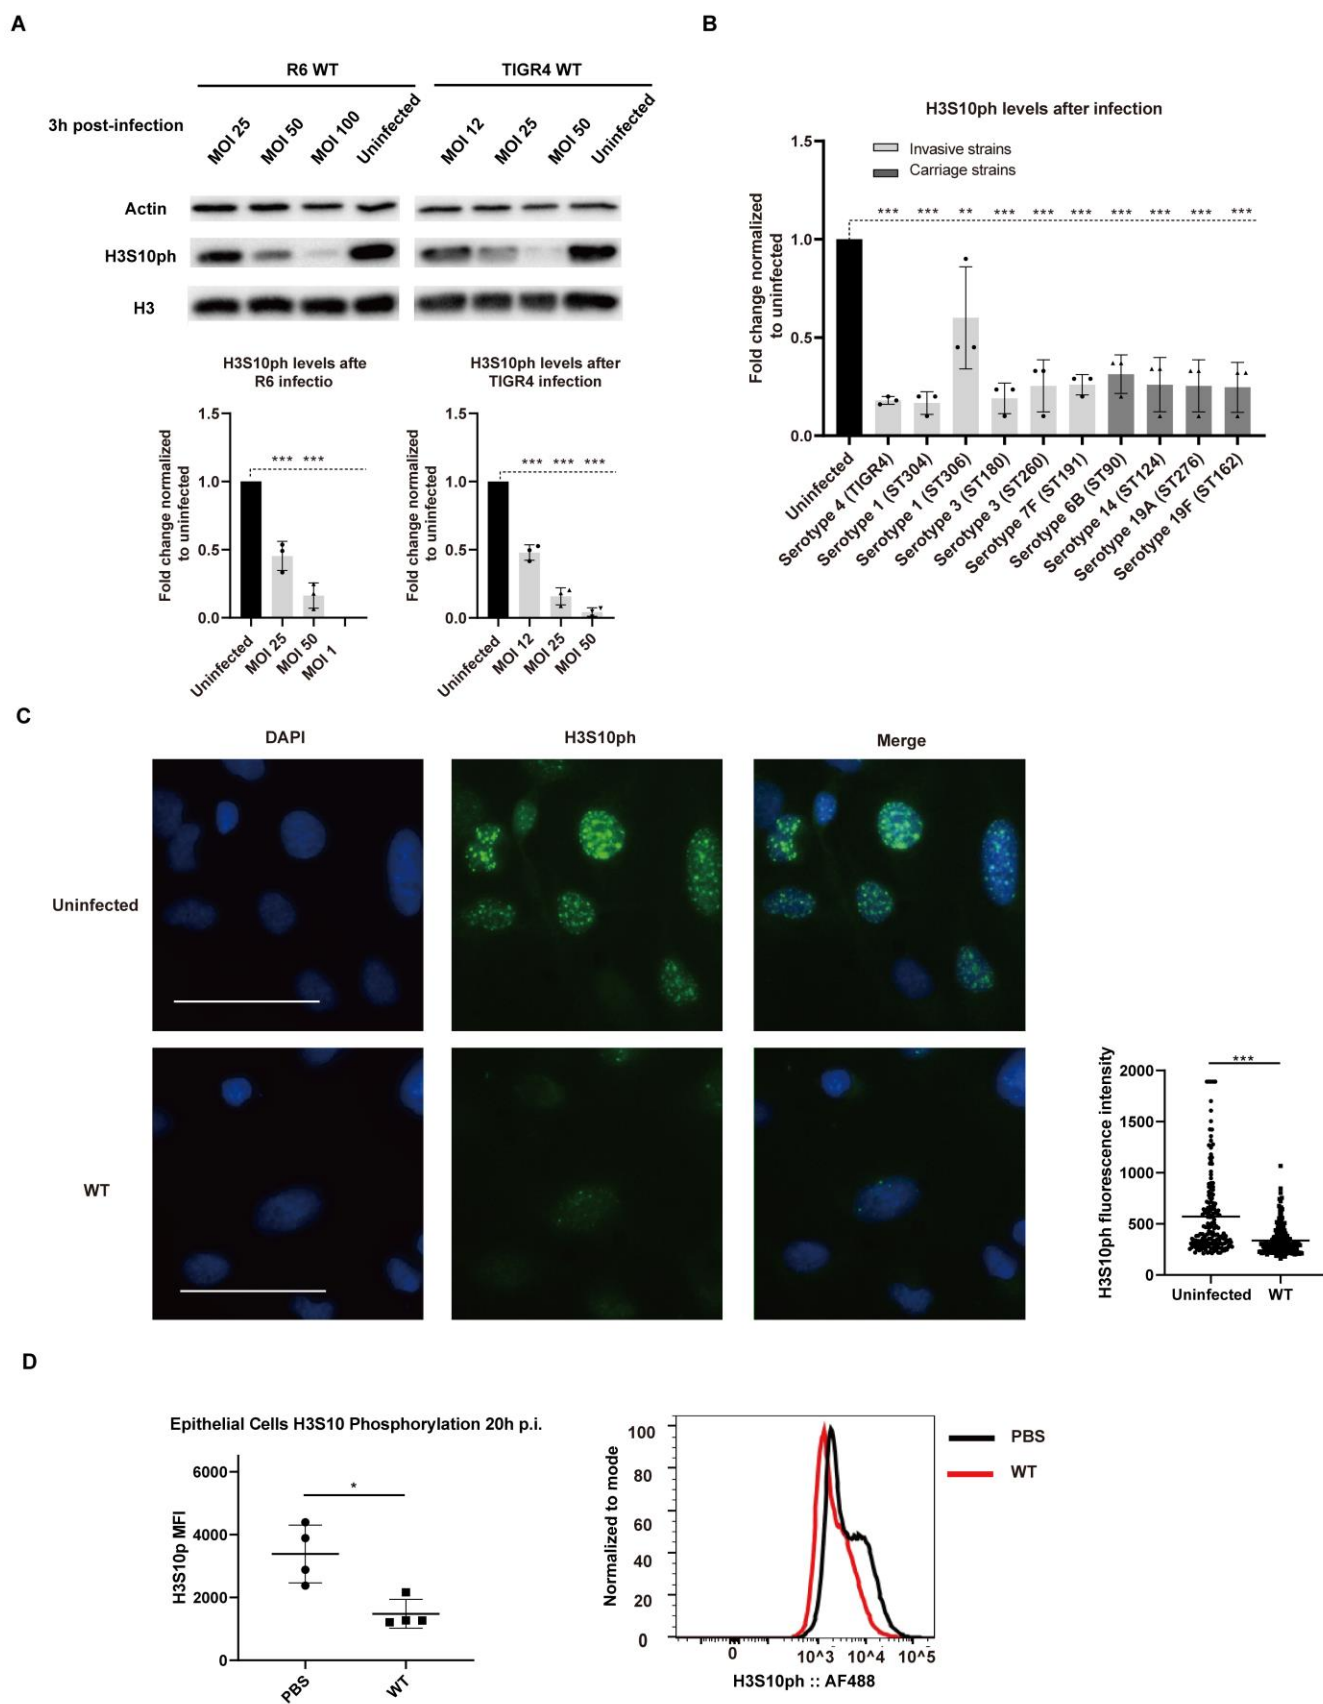 A
R6 WT
TIGR4 WT
3h post-infection
MOI 25
MOI 50
MOI 100
Uninfected
MOI 12
MOI 25
MOI 50
Uninfected
Actin
H3S10ph
H3
H3S10ph levels afte
R6 infectio
Fold change normalized
to uninfected
1.5
1.0
0.5
0.0
*** ***
Uninfected
MOI 25
MOI 50
MOI 1
H3S10ph levels after
TIGR4 infection
Fold change normalized
to uninfected
1.5
1.0
0.5
0.0
*** *** ***
Uninfected
MOI 12
MOI 25
MOI 50
B
H3S10ph levels after infection
Invasive strains
Carriage strains
Fold change normalized
to uninfected
1.5
1.0
0.5
0.0
*** *** ** *** *** *** *** *** *** ***
Uninfected
Serotype 4 (TIGR4)
Serotype 1 (ST304)
Serotype 1 (ST306)
Serotype 3 (ST180)
Serotype 3 (ST260)
Serotype 7F (ST191)
Serotype 6B (ST90)
Serotype 14 (ST124)
Serotype 19A (ST276)
Serotype 19F (ST162)
C
DAPI
H3S10ph
Merge
Uninfected
WT
H3S10ph fluorescence intensity
2000
1500
1000
500
0
***
Uninfected
WT
D
Epithelial Cells H3S10 Phosphorylation 20h p.i.
H3S10p MFI
6000
4000
2000
0
*
PBS
WT
Normalized to mode
100
80
60
40
20
0
0
10^3
10^4
10^5
H3S10ph :: AF488
PBS
WT